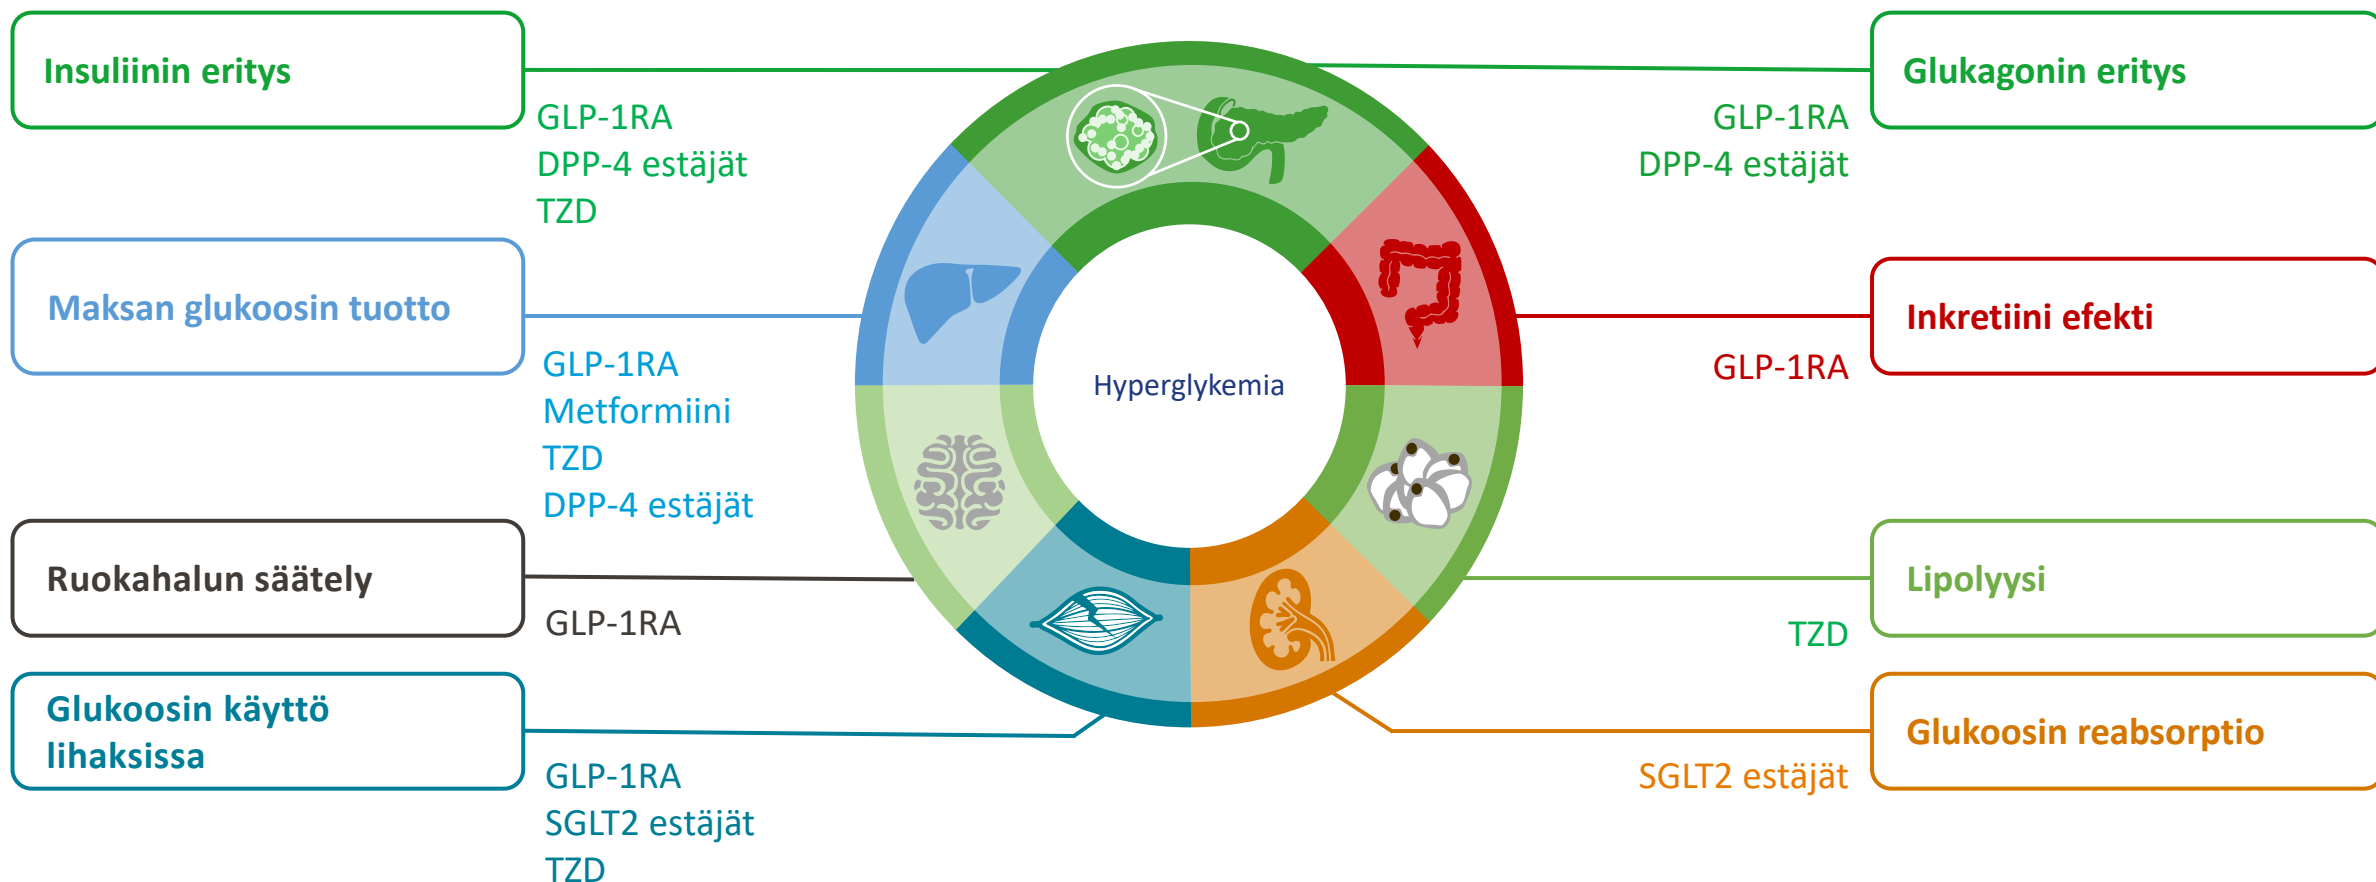 Insuliinin eritys
GLP-1RA
DPP-4 estäjät
TZD
Maksan glukoosin tuotto
GLP-1RA
Metformiini
TZD
DPP-4 estäjät
Ruokahalun säätely
GLP-1RA
Glukoosin käyttö
lihaksissa
GLP-1RA
SGLT2 estäjät
TZD
Hyperglykemia
Glukagonin eritys
GLP-1RA
DPP-4 estäjät
Inkretiini efekti
GLP-1RA
Lipolyysi
TZD
Glukoosin reabsorptio
SGLT2 estäjät